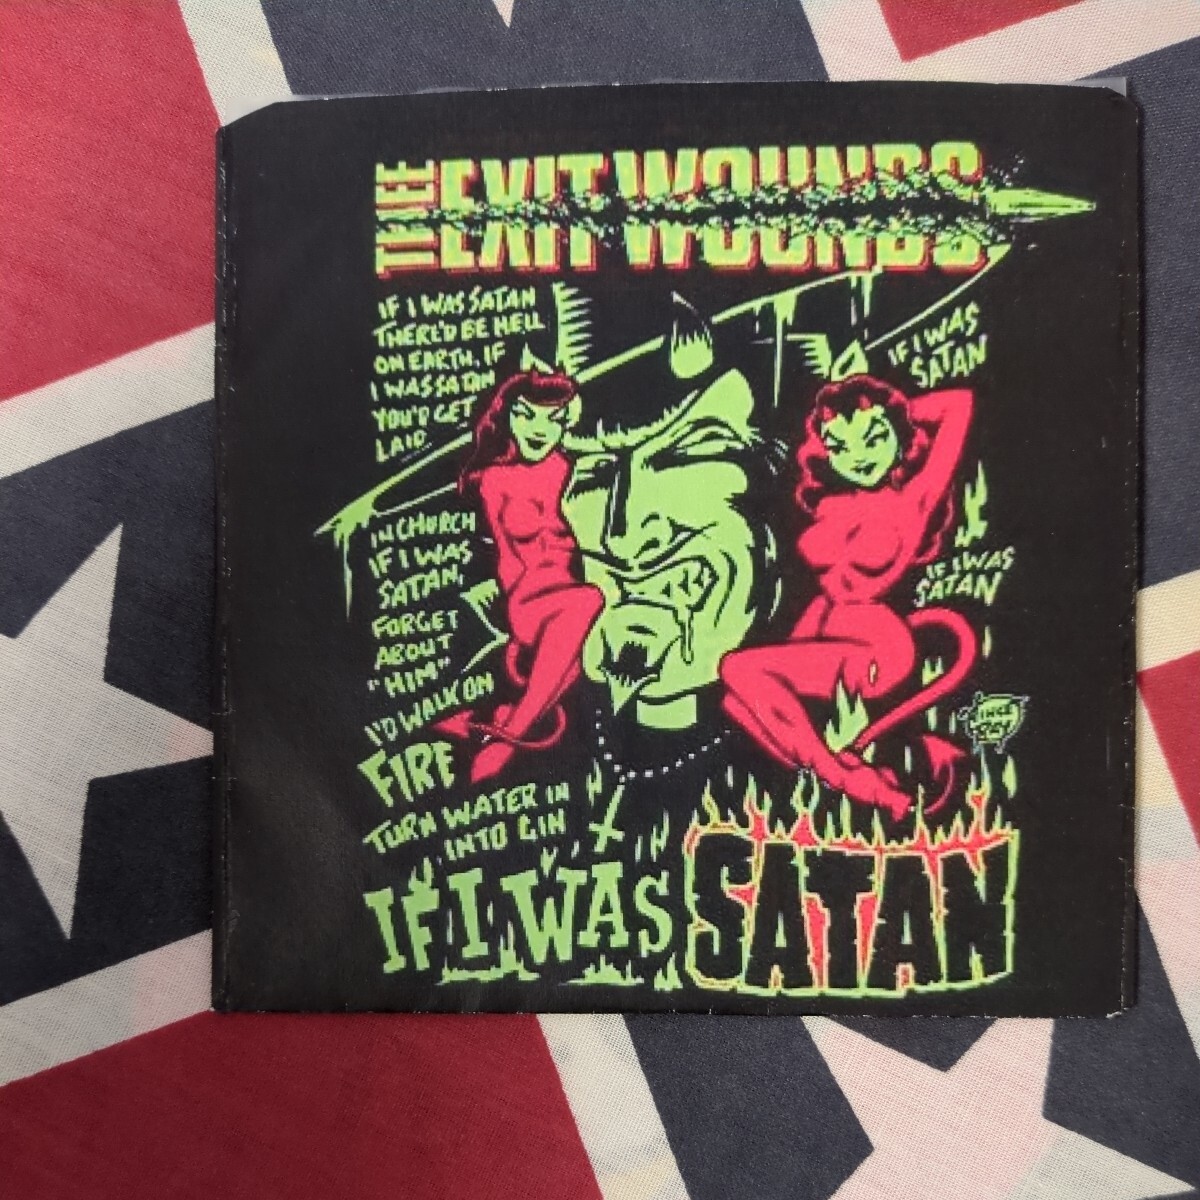 THEE EXIT WOUNDS
IF I WAS SATAN
THERE'D BE HELL
ON EARTH, IF
I WAS SATAN
YOU'D GET
LAID
IN CHURCH
IF I WAS
SATAN,
FORGET
ABOUT
"HIM"
I'D WALK ON
FIRE
TURN WATER IN
INTO GIN
IF I WAS
SATAN
IF I WAS
SATAN
IF I WAS SATAN
VINCE
RAY